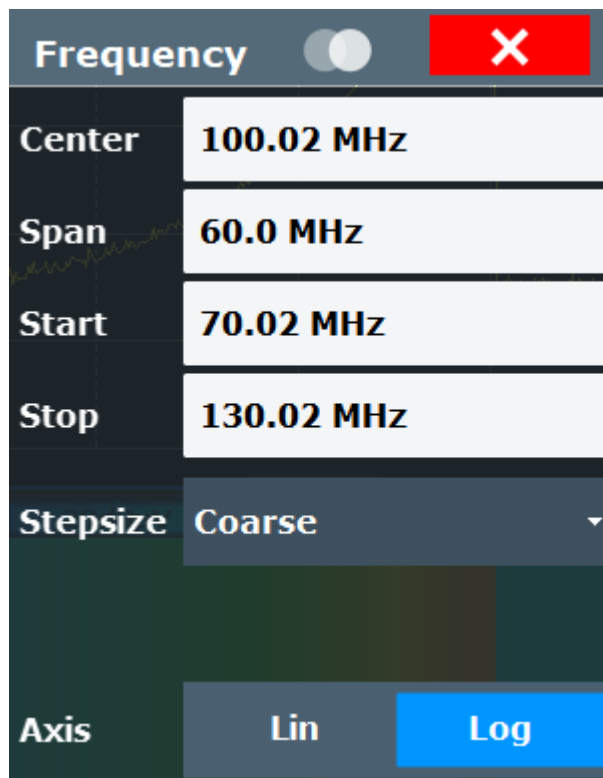 Frequency
Center 100.02 MHz
Span 60.0 MHz
Start 70.02 MHz
Stop 130.02 MHz
Stepsize Coarse
Axis Lin Log